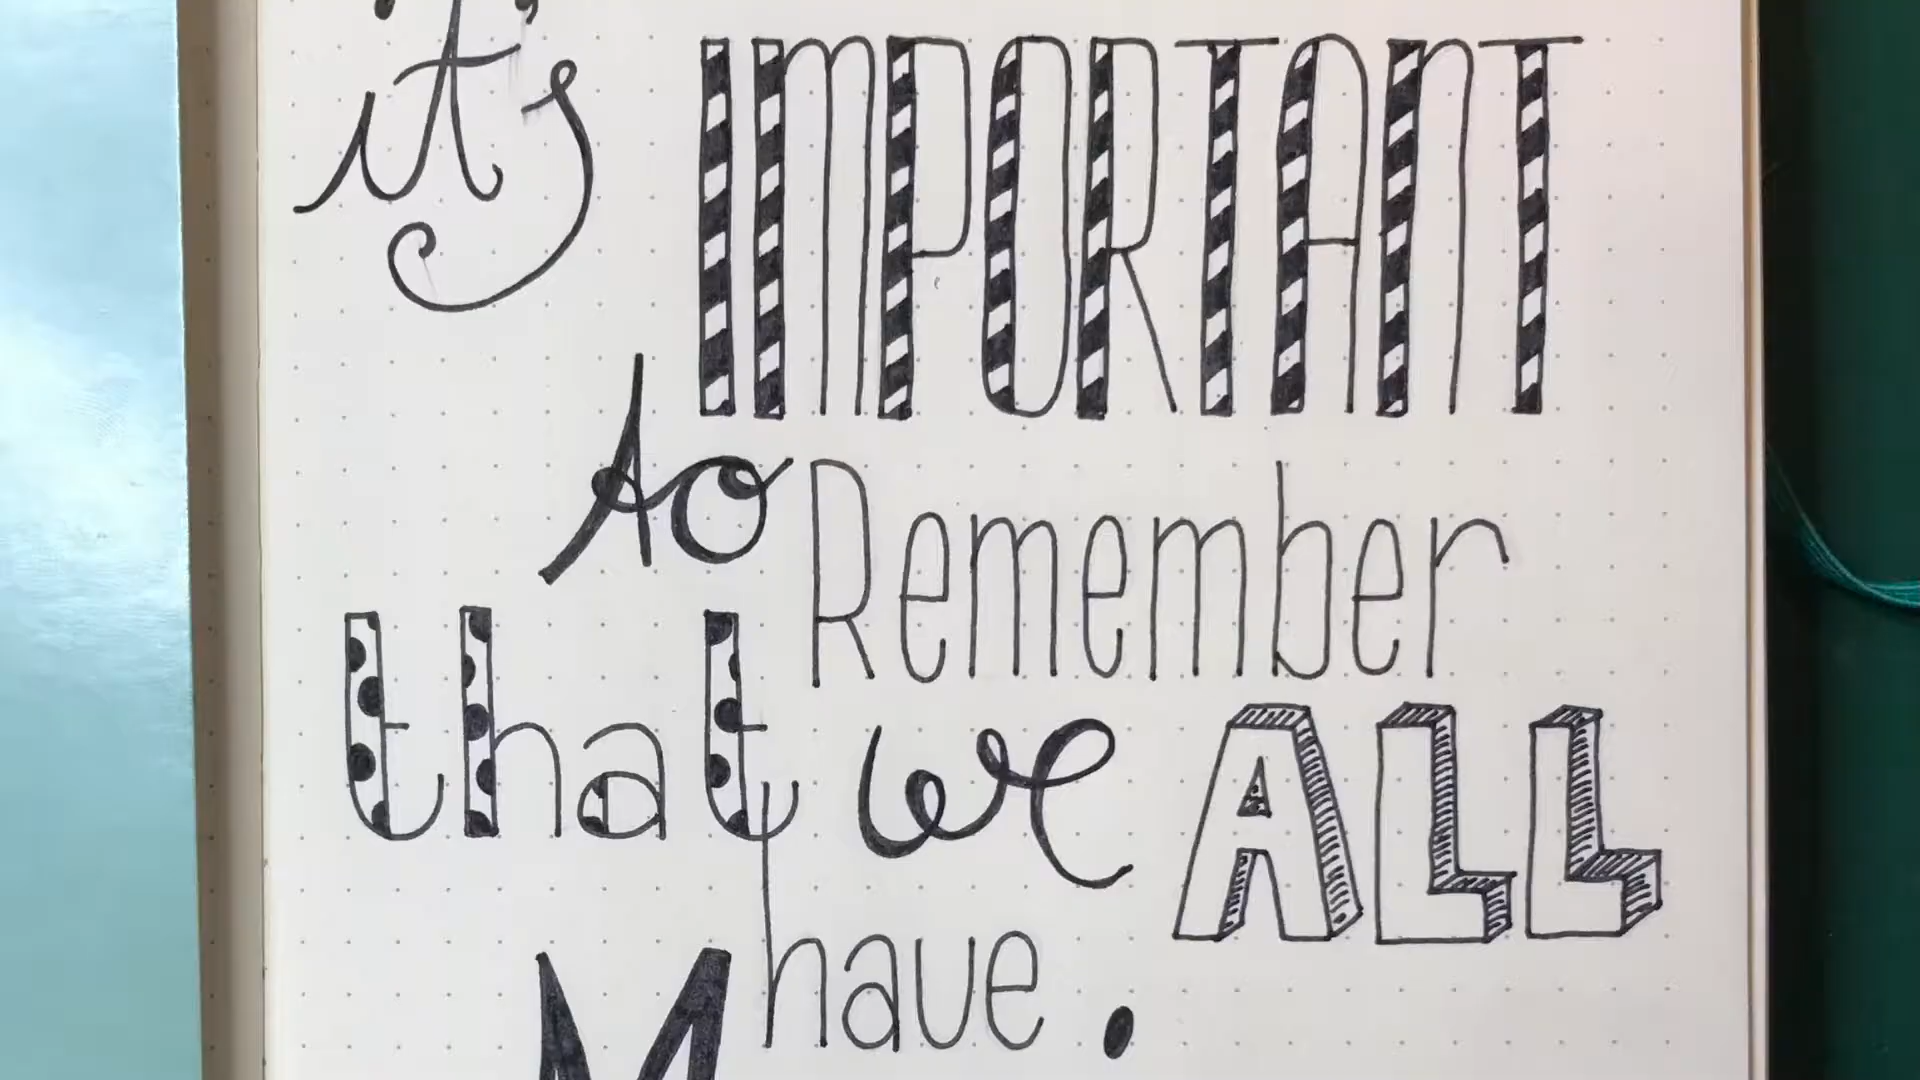 it's IMPORTANT
to Remember
that we ALL
have
M